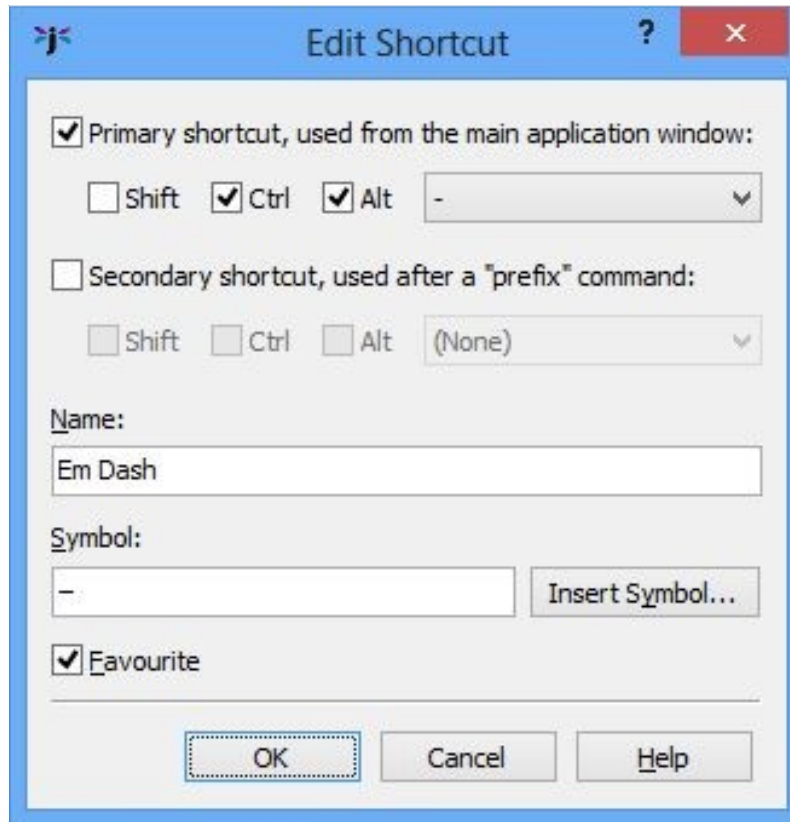 Edit Shortcut ? ×
Primary shortcut, used from the main application window:
Shift Ctrl Alt -
Secondary shortcut, used after a "prefix" command:
Shift Ctrl Alt (None)
Name:
Em Dash
Symbol:
– Insert Symbol...
Favourite
OK Cancel Help